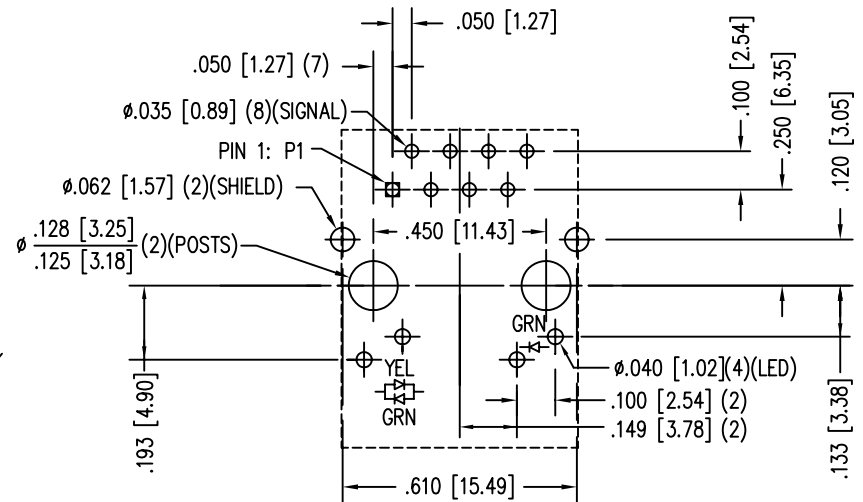 .050 [1.27]
.050 [1.27] (7)
ø.035 [0.89] (8)(SIGNAL)
PIN 1: P1
ø.062 [1.57] (2)(SHIELD)
ø .128 [3.25]
.125 [3.18] (2)(POSTS)
.450 [11.43]
.100 [2.54]
.250 [6.35]
.120 [3.05]
GRN
YEL
GRN
ø.040 [1.02](4)(LED)
.100 [2.54] (2)
.149 [3.78] (2)
.193 [4.90]
.133 [3.38]
.610 [15.49]